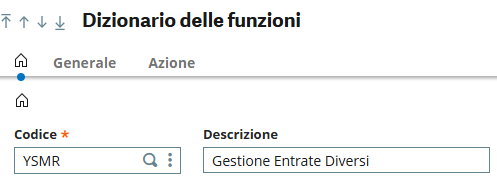 Dizionario delle funzioni
Generale Azione
Codice * Descrizione
YSMR Gestione Entrate Diversi